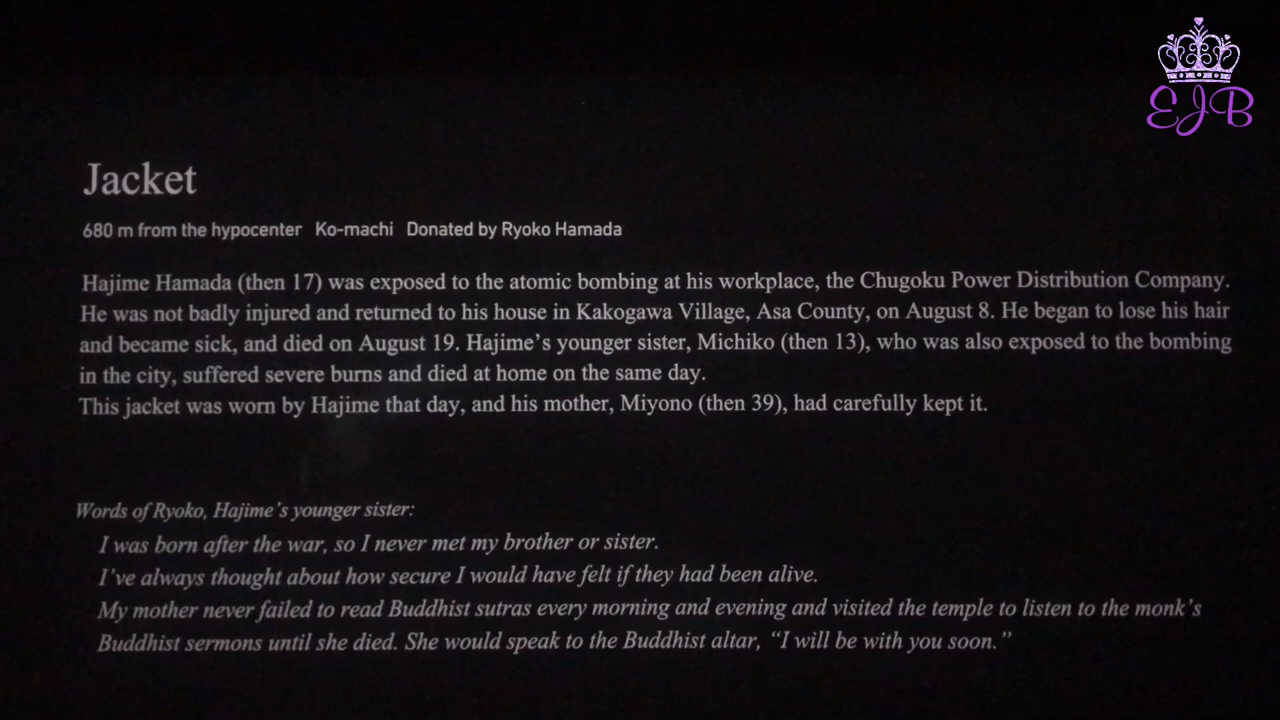 EJB
Jacket
680 m from the hypocenter Ko-machi Donated by Ryoko Hamada
Hajime Hamada (then 17) was exposed to the atomic bombing at his workplace, the Chugoku Power Distribution Company.
He was not badly injured and returned to his house in Kakogawa Village, Asa County, on August 8. He began to lose his hair
and became sick, and died on August 19. Hajime's younger sister, Michiko (then 13), who was also exposed to the bombing
in the city, suffered severe burns and died at home on the same day.
This jacket was worn by Hajime that day, and his mother, Miyono (then 39), had carefully kept it.
Words of Ryoko, Hajime's younger sister:
I was born after the war, so I never met my brother or sister.
I've always thought about how secure I would have felt if they had been alive.
My mother never failed to read Buddhist sutras every morning and evening and visited the temple to listen to the monk's
Buddhist sermons until she died. She would speak to the Buddhist altar, “I will be with you soon.”